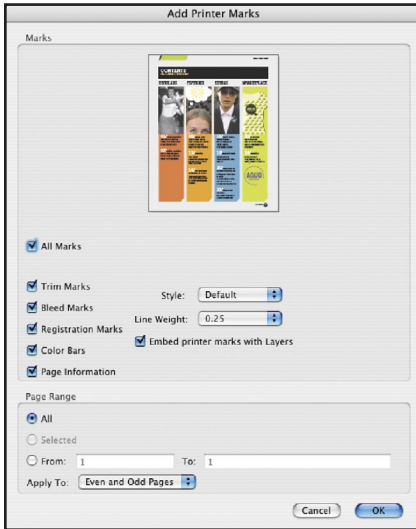 Add Printer Marks
Marks
CONTENTS
All Marks
Trim Marks
Bleed Marks
Registration Marks
Color Bars
Page Information
Style: Default
Line Weight: 0.25
Embed printer marks with Layers
Page Range
All
Selected
From: 1 To: 1
Apply To: Even and Odd Pages
Cancel OK